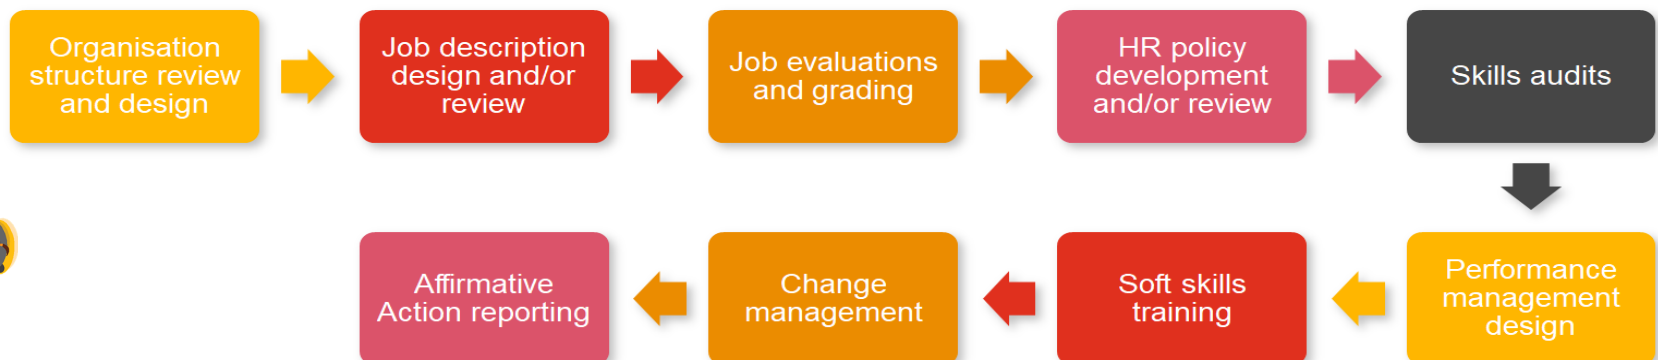 Organisation
structure review
and design
Job description
design and/or
review
Job evaluations
and grading
HR policy
development
and/or review
Skills audits
Performance
management
design
Soft skills
training
Change
management
Affirmative
Action reporting